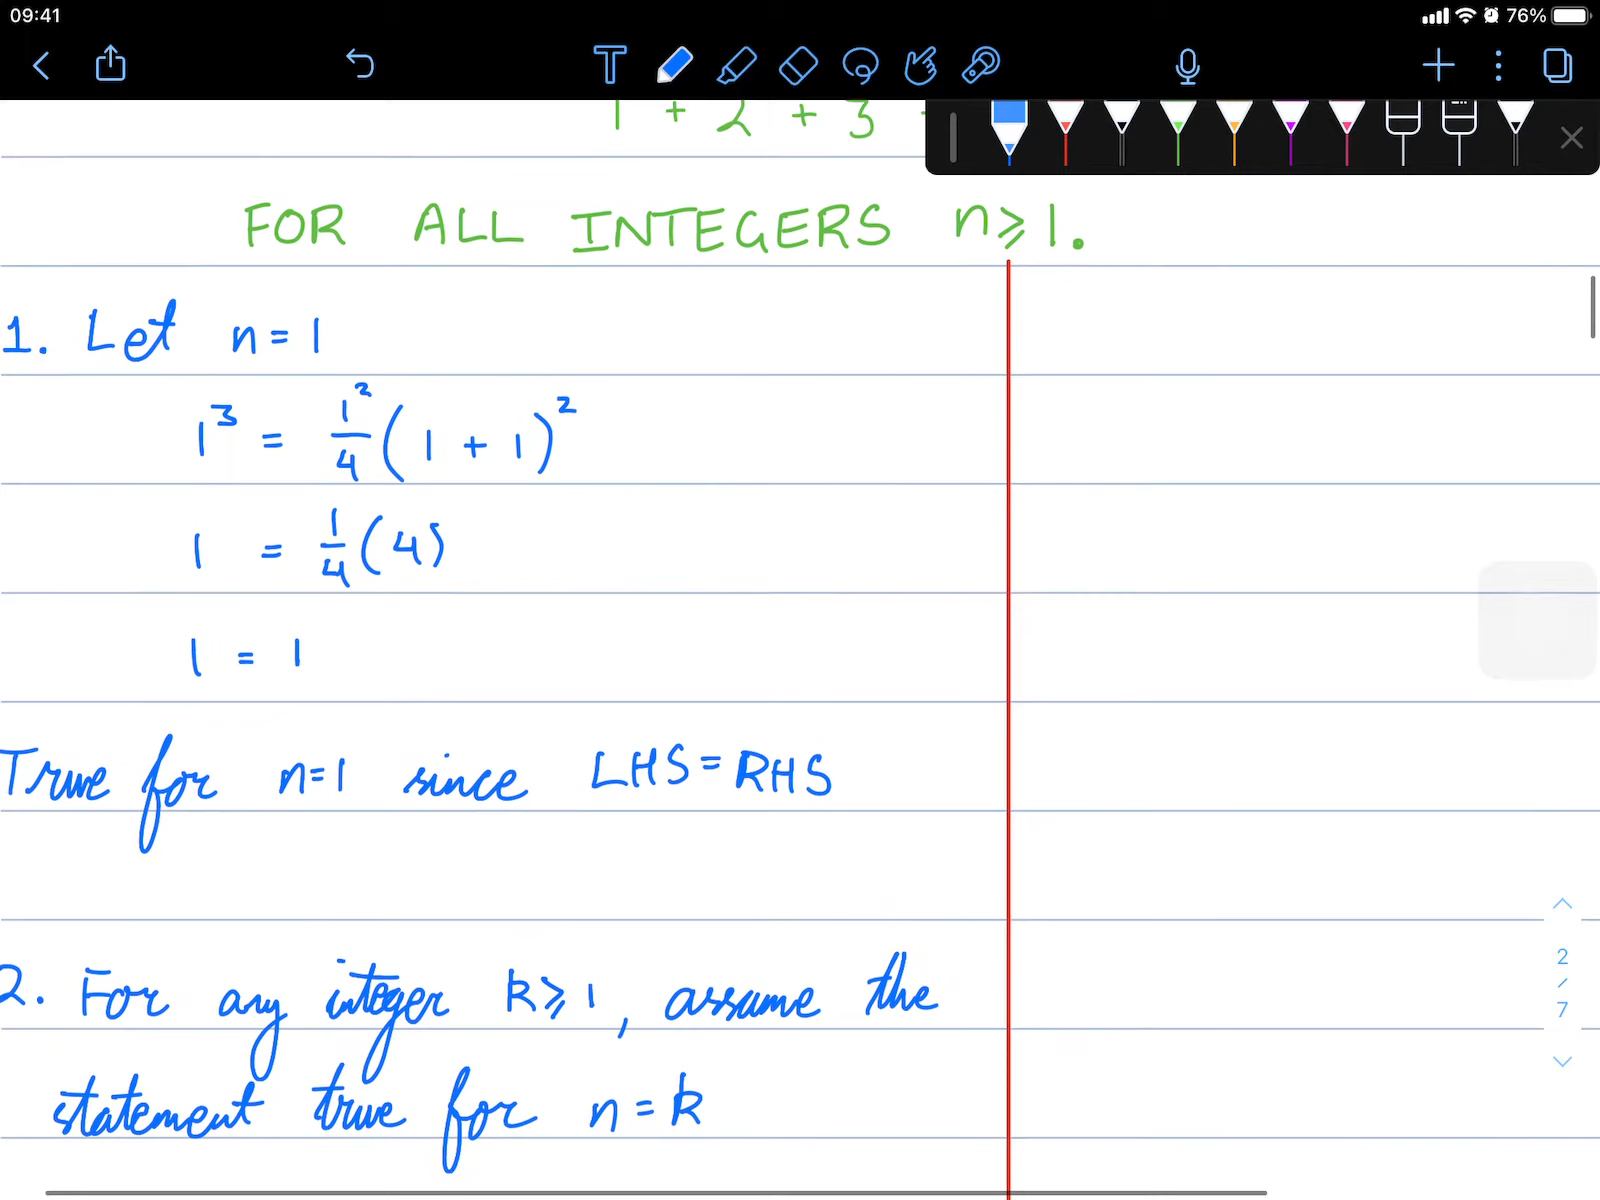 09:41 76%
T
1 + 2 + 3
FOR ALL INTEGERS n ⩾ 1.
1. Let n = 1
1³ = 1²/4 (1 + 1)²
1 = 1/4 (4)
1 = 1
True for n=1 since LHS = RHS
2. For any integer k ⩾ 1, assume the
statement true for n = k
2/7